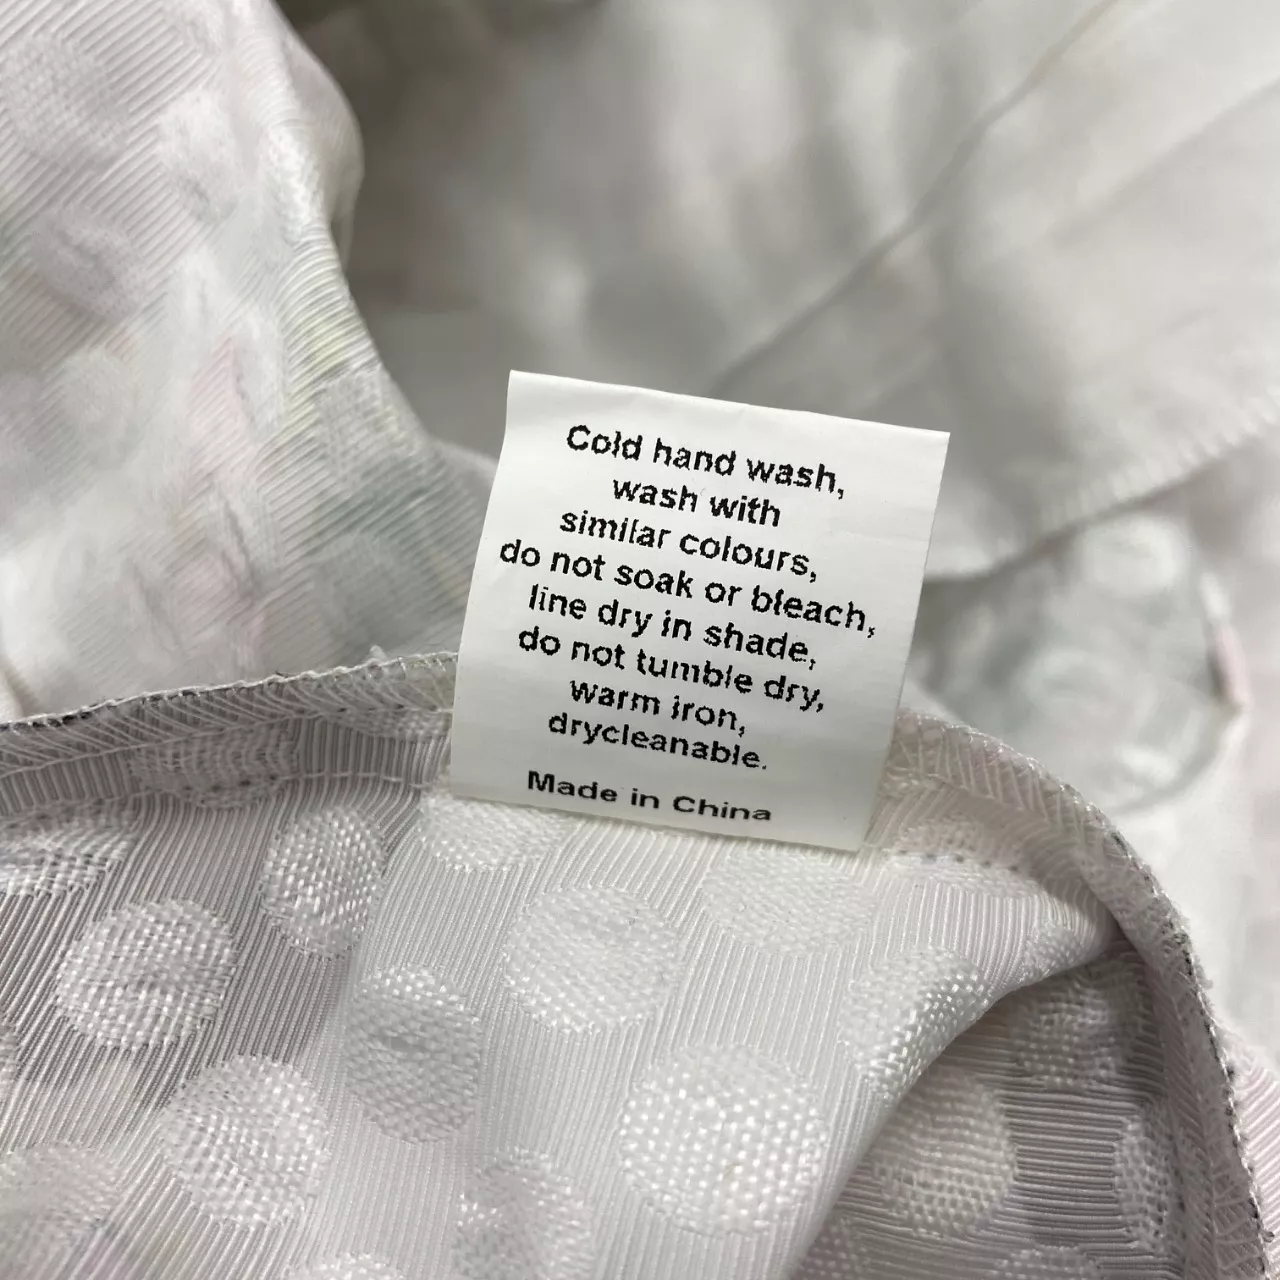 Cold hand wash,
wash with
similar colours,
do not soak or bleach,
line dry in shade,
do not tumble dry,
warm iron,
drycleanable.
Made in China